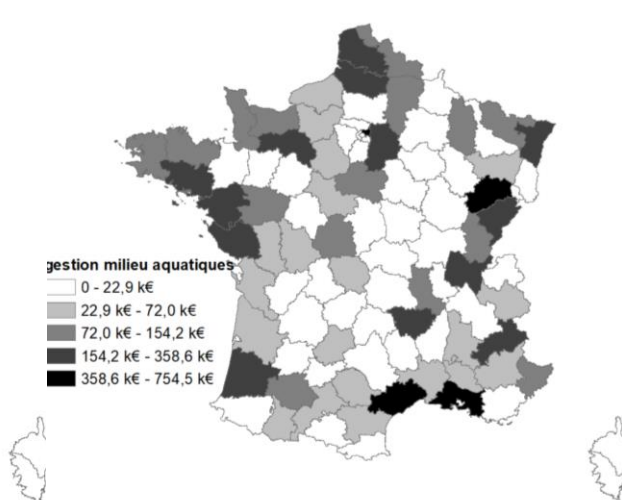 gestion milieu aquatiques
0 - 22,9 k€
22,9 k€ - 72,0 k€
72,0 k€ - 154,2 k€
154,2 k€ - 358,6 k€
358,6 k€ - 754,5 k€